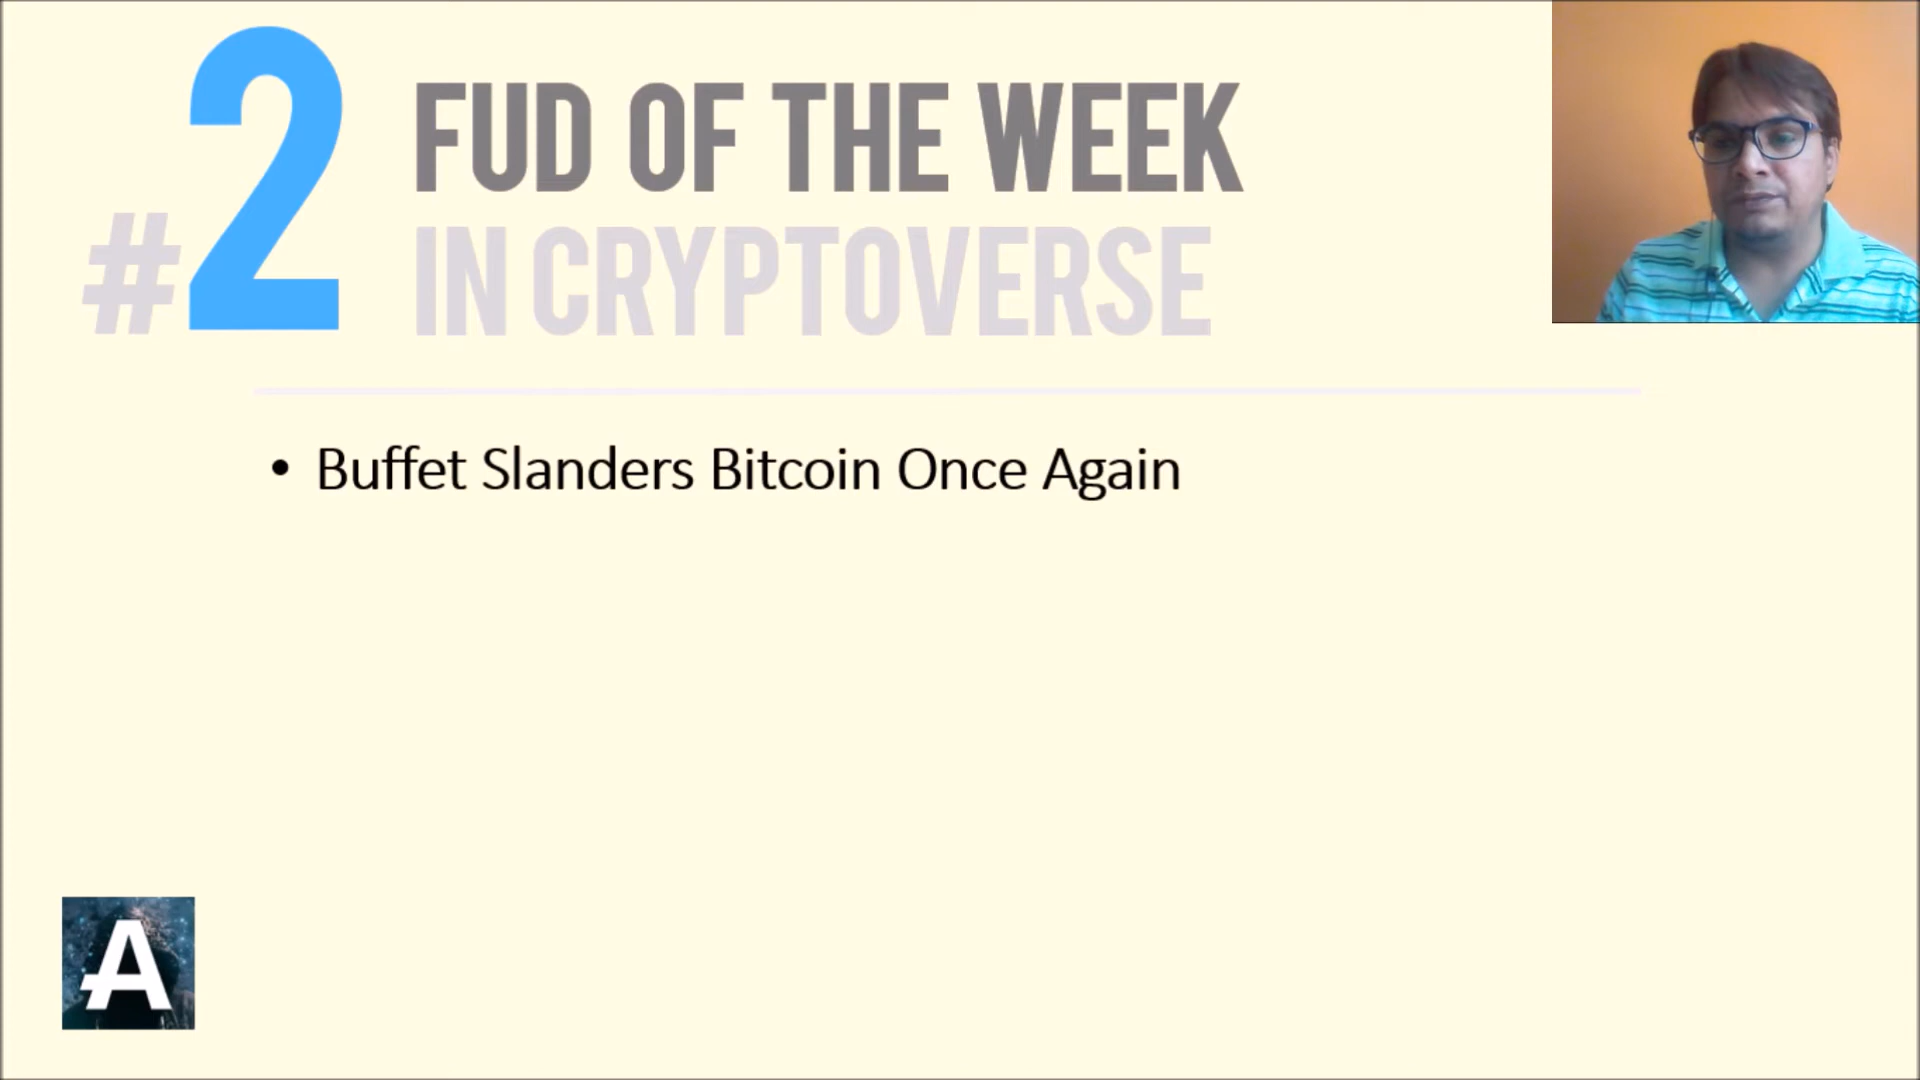 #2
FUD OF THE WEEK
IN CRYPTOVERSE
• Buffet Slanders Bitcoin Once Again
A